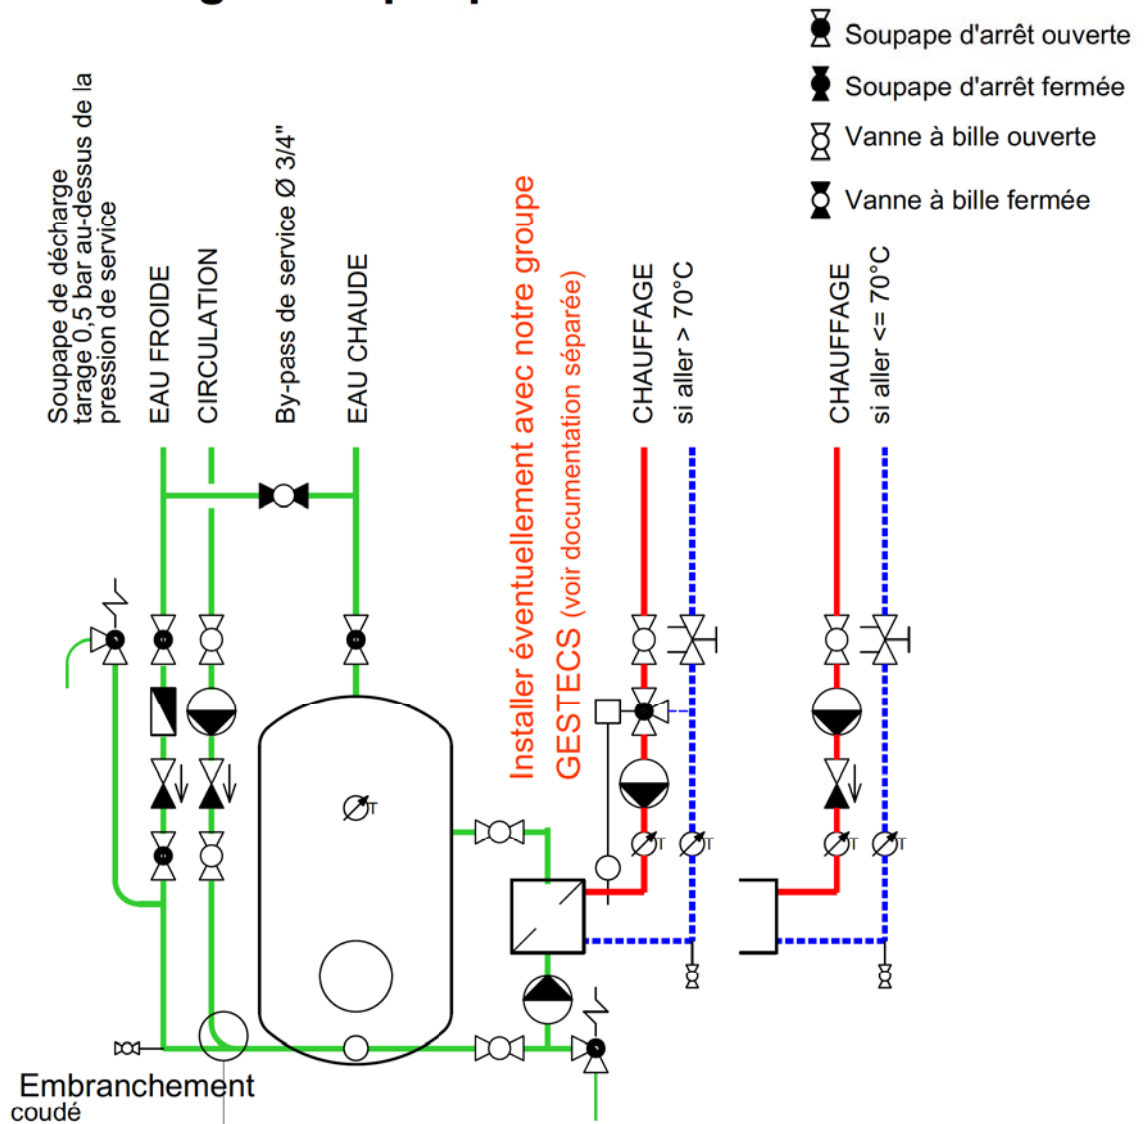 Soupape d'arrêt ouverte
Soupape d'arrêt fermée
Vanne à bille ouverte
Vanne à bille fermée
Soupape de décharge
tarage 0,5 bar au-dessus de la
pression de service
EAU FROIDE
CIRCULATION
By-pass de service Ø 3/4"
EAU CHAUDE
Installer éventuellement avec notre groupe
GESTECS (voir documentation séparée)
CHAUFFAGE
si aller > 70°C
CHAUFFAGE
si aller <= 70°C
T
T
T
T
T
Embranchement
coudé